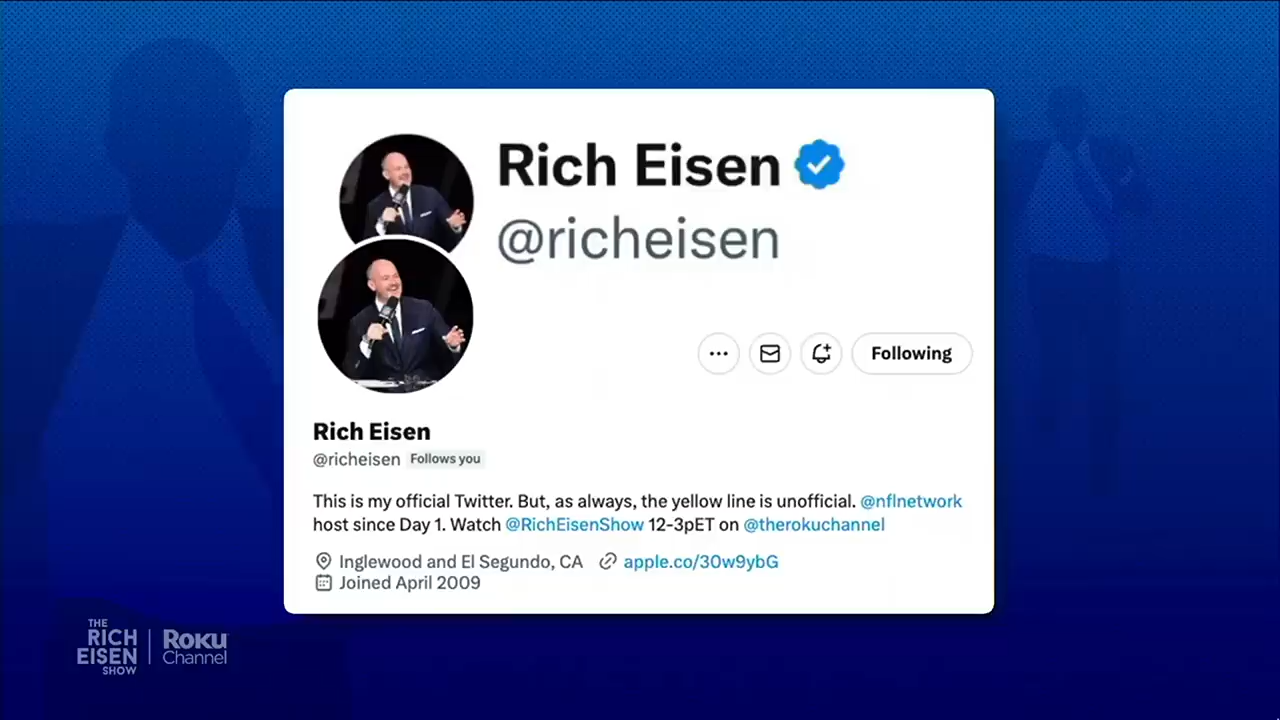 Rich Eisen
@richeisen
Following
Rich Eisen
@richeisen Follows you
This is my official Twitter. But, as always, the yellow line is unofficial. @nflnetwork
host since Day 1. Watch @RichEisenShow 12-3pET on @therokuchannel
Inglewood and El Segundo, CA apple.co/30w9ybG
Joined April 2009
THE
RICH
EISEN
SHOW
Roku
Channel